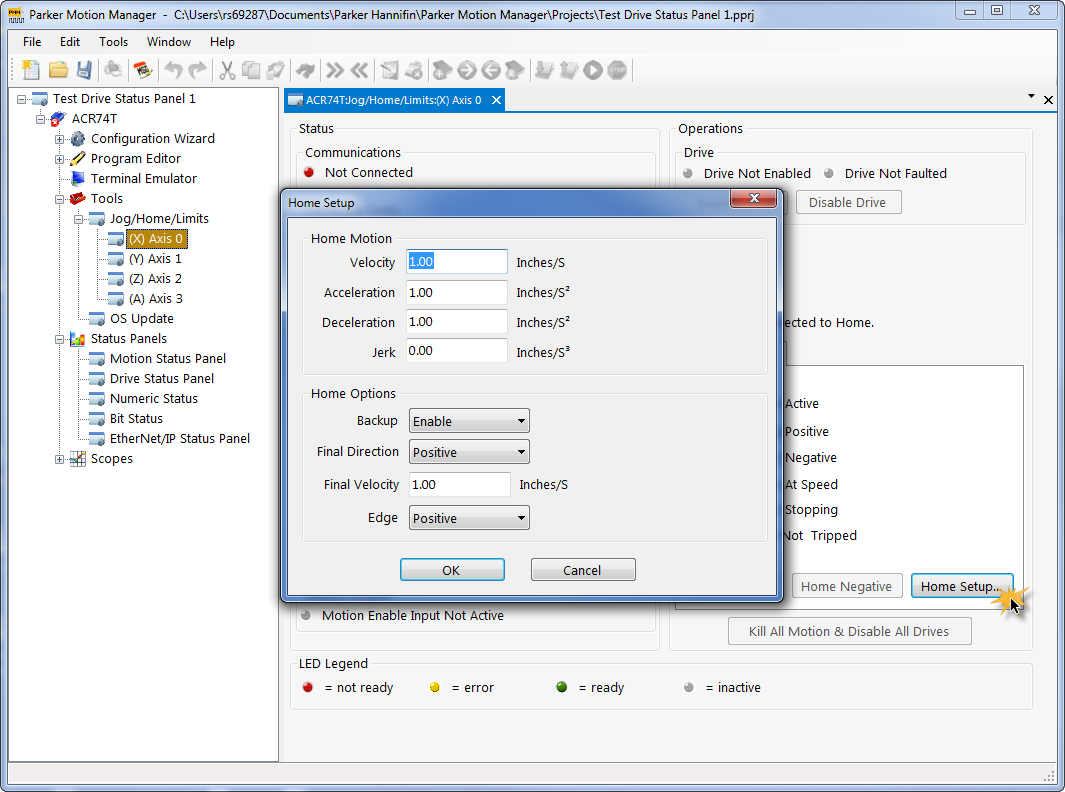 Parker Motion Manager - C:\Users\rs69287\Documents\Parker Hannifin\Parker Motion Manager\Projects\Test Drive Status Panel 1.pprj
File Edit Tools Window Help
Test Drive Status Panel 1
ACR74T
Configuration Wizard
Program Editor
Terminal Emulator
Tools
Jog/Home/Limits
(X) Axis 0
(Y) Axis 1
(Z) Axis 2
(A) Axis 3
OS Update
Status Panels
Motion Status Panel
Drive Status Panel
Numeric Status
Bit Status
EtherNet/IP Status Panel
Scopes
ACR74T:Jog/Home/Limits:(X) Axis 0
Status
Communications
Not Connected
Operations
Drive
Drive Not Enabled Drive Not Faulted
Disable Drive
Home Setup
Home Motion
Velocity 1.00 Inches/S
Acceleration 1.00 Inches/S²
Deceleration 1.00 Inches/S²
Jerk 0.00 Inches/S³
Home Options
Backup Enable
Final Direction Positive
Final Velocity 1.00 Inches/S
Edge Positive
OK Cancel
ected to Home.
Active
Positive
Negative
At Speed
Stopping
Not Tripped
Home Negative Home Setup...
Motion Enable Input Not Active
Kill All Motion & Disable All Drives
LED Legend
= not ready = error = ready = inactive